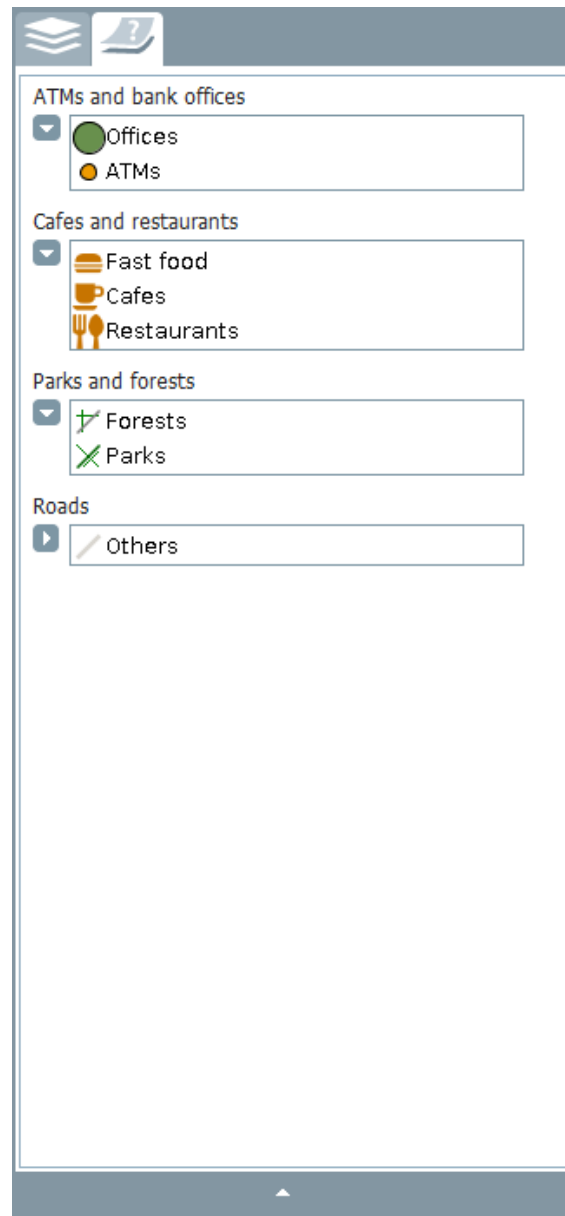 ?
ATMs and bank offices
Offices
ATMs
Cafes and restaurants
Fast food
Cafes
Restaurants
Parks and forests
Forests
Parks
Roads
Others